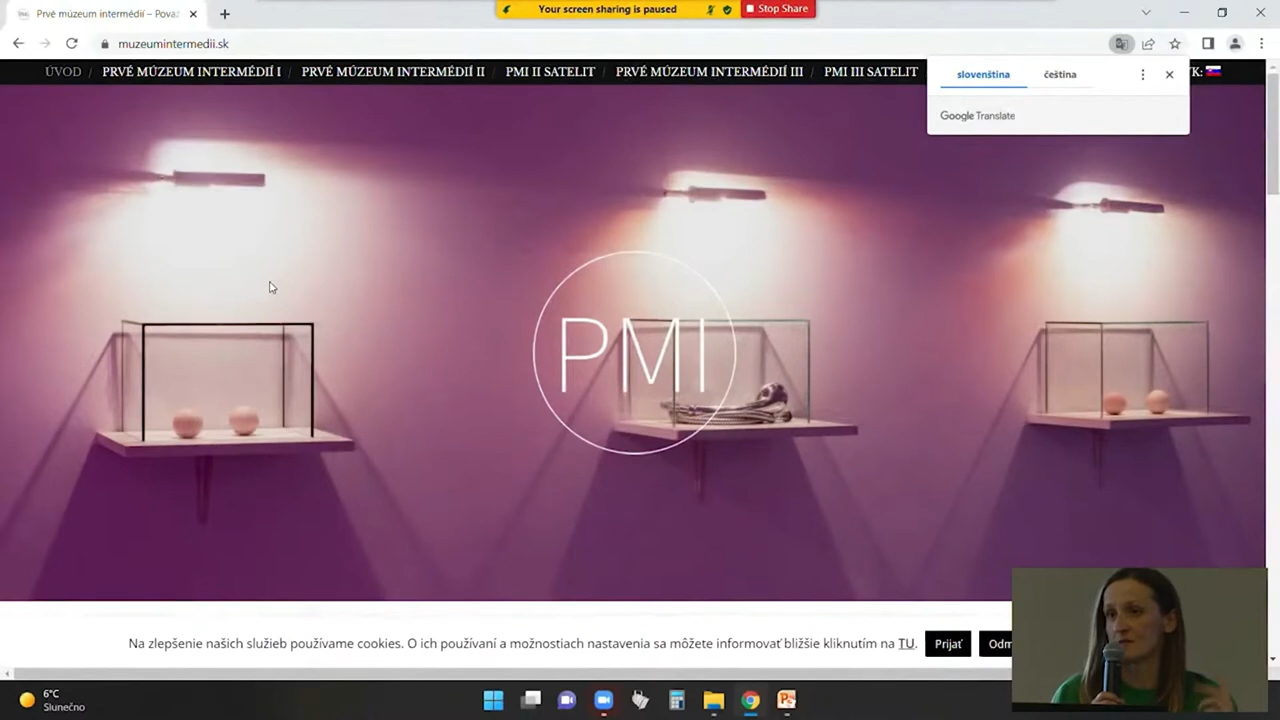 Prvé múzeum intermédií – Považ
Your screen sharing is paused
Stop Share
muzeumintermedii.sk
ÚVOD / PRVÉ MÚZEUM INTERMÉDIÍ I / PRVÉ MÚZEUM INTERMÉDIÍ II / PMI II SATELIT / PRVÉ MÚZEUM INTERMÉDIÍ III / PMI III SATELIT
YK:
slovenština čeština
Google Translate
PMI
Na zlepšenie našich služieb používame cookies. O ich používaní a možnostiach nastavenia sa môžete informovať bližšie kliknutím na TU.
Prijať
Odm
6°C
Slunečno